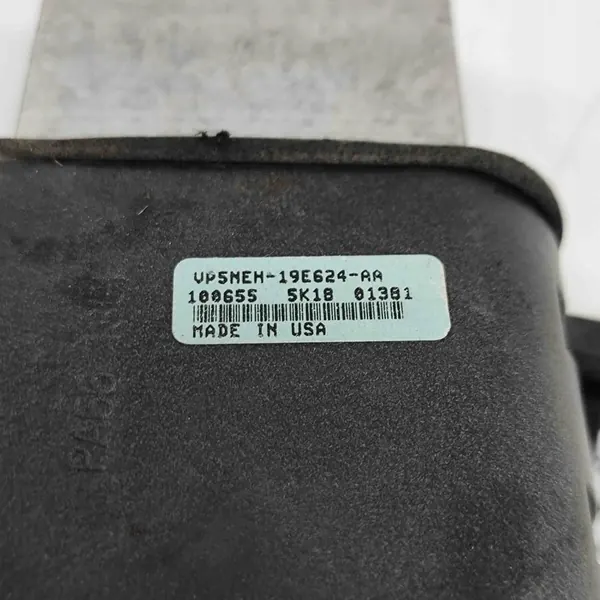 VP5MEH-19E624-AA
100655 5K18 01381
MADE IN USA